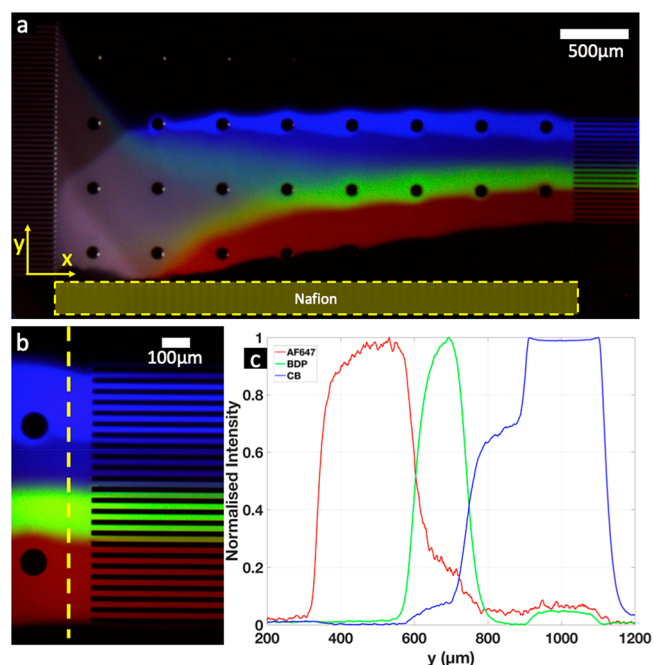 a
500µm
y
x
Nafion
b
100µm
c
AF647
BDP
CB
Normalised Intensity
1
0.8
0.6
0.4
0.2
0
200 400 600 800 1000 1200
y (µm)